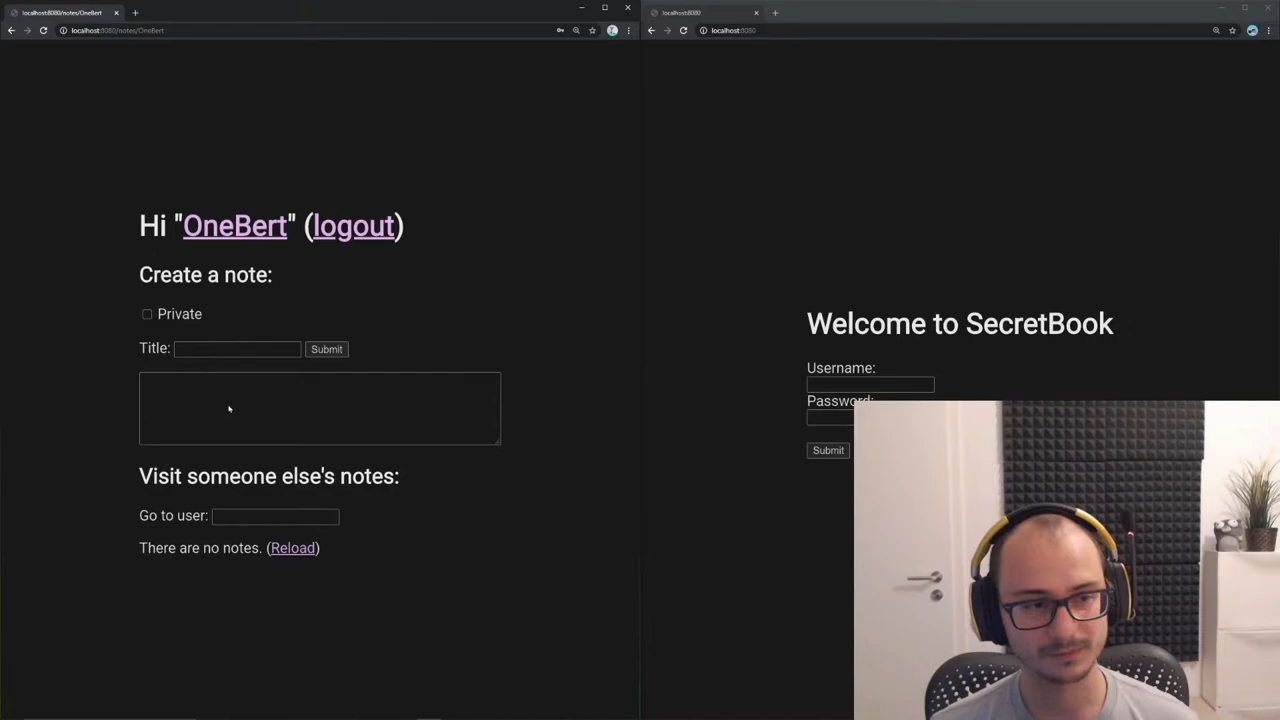 localhost:8080/notes/OneBert
localhost:8080
localhost:8080/notes/OneBert
localhost:8080
Hi "OneBert" (logout)
Create a note:
Private
Title:
Submit
Visit someone else's notes:
Go to user:
There are no notes. (Reload)
Welcome to SecretBook
Username:
Password:
Submit